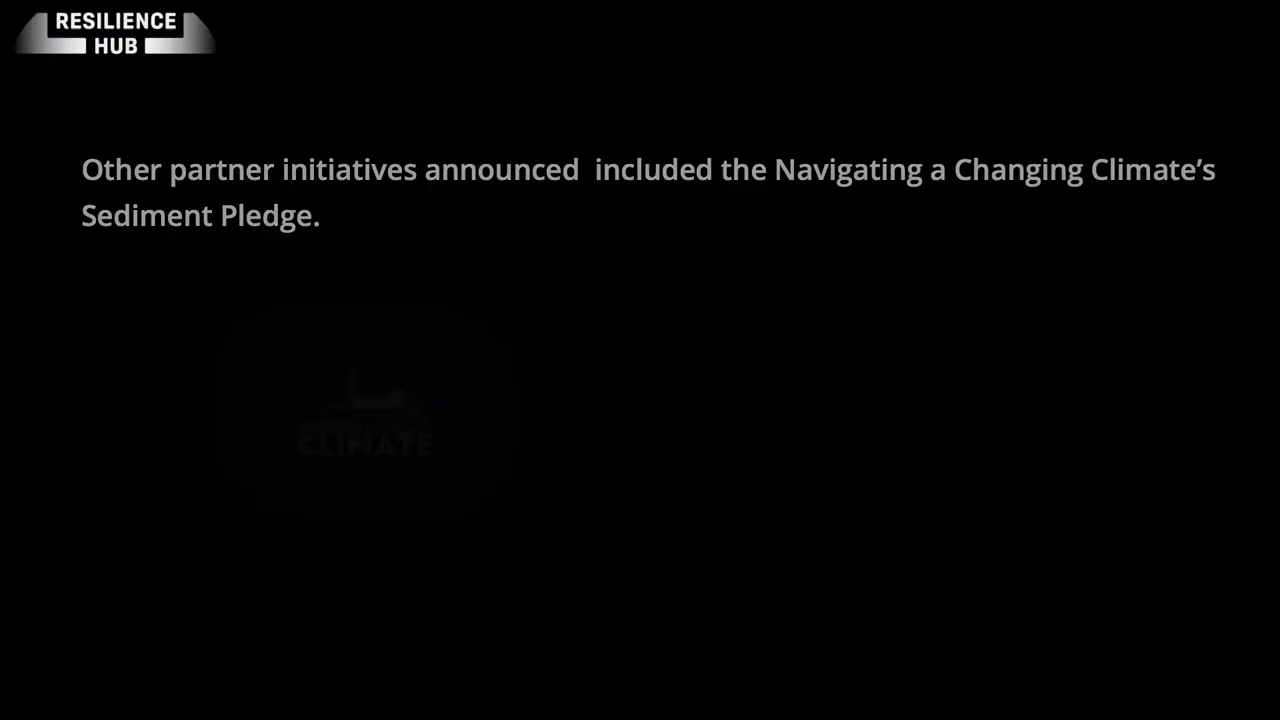 RESILIENCE
HUB
Other partner initiatives announced  included the Navigating a Changing Climate’s
Sediment Pledge.
CLIMATE